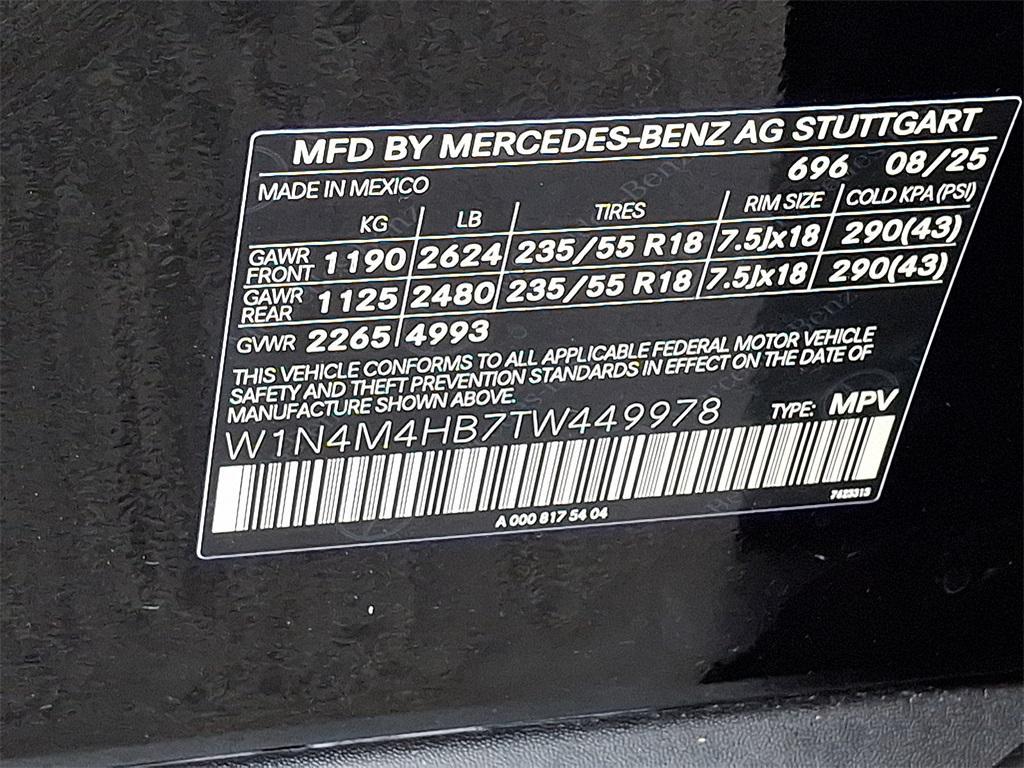 MFD BY MERCEDES-BENZ AG STUTTGART
MADE IN MEXICO 696 08/25
KG LB TIRES RIM SIZE COLD KPA (PSI)
GAWR FRONT 1190 2624 235/55 R18 7.5Jx18 290(43)
GAWR REAR 1125 2480 235/55 R18 7.5Jx18 290(43)
GVWR 2265 4993
THIS VEHICLE CONFORMS TO ALL APPLICABLE FEDERAL MOTOR VEHICLE
SAFETY AND THEFT PREVENTION STANDARDS IN EFFECT ON THE DATE OF
MANUFACTURE SHOWN ABOVE.
W1N4M4HB7TW449978 TYPE: MPV
A 000 817 54 04